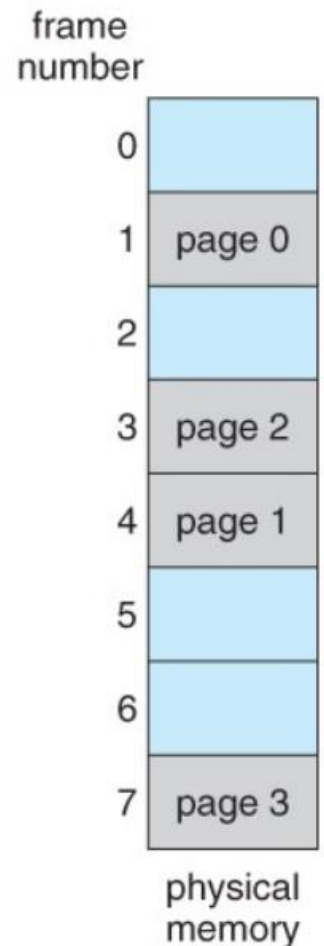 frame
number
0
1 page 0
2
3 page 2
4 page 1
5
6
7 page 3
physical
memory